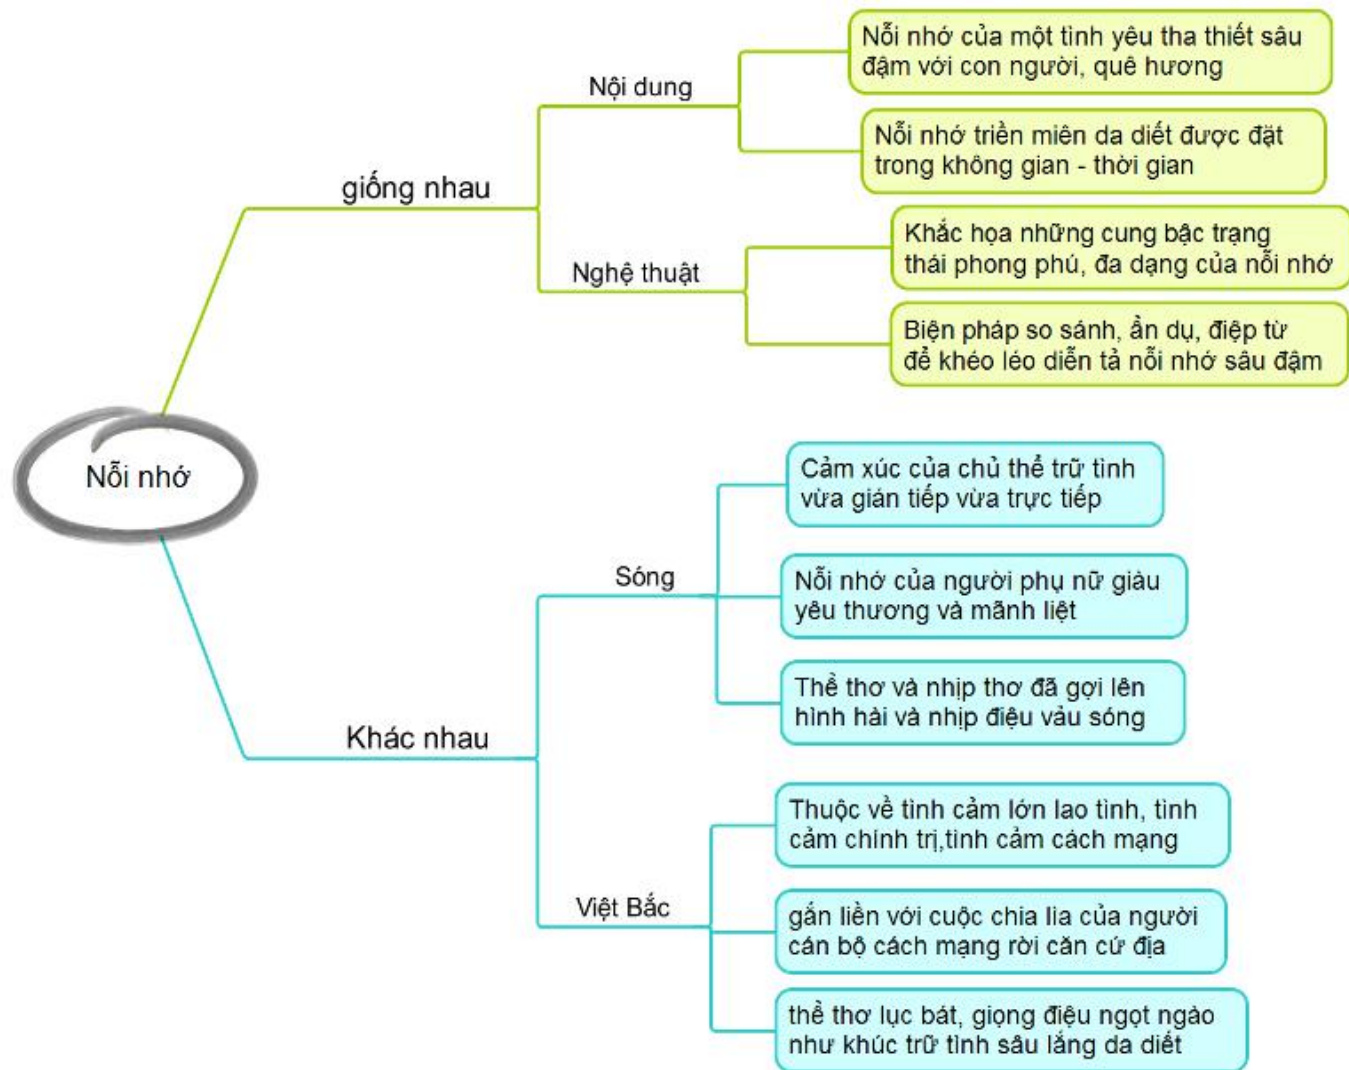 Nỗi nhớ
giống nhau
Nội dung
Nỗi nhớ của một tình yêu tha thiết sâu
đậm với con người, quê hương
Nỗi nhớ triền miên da diết được đặt
trong không gian - thời gian
Nghệ thuật
Khắc họa những cung bậc trạng
thái phong phú, đa dạng của nỗi nhớ
Biện pháp so sánh, ẩn dụ, điệp từ
để khéo léo diễn tả nỗi nhớ sâu đậm
Khác nhau
Sóng
Cảm xúc của chủ thể trữ tình
vừa gián tiếp vừa trực tiếp
Nỗi nhớ của người phụ nữ giàu
yêu thương và mãnh liệt
Thể thơ và nhịp thơ đã gợi lên
hình hài và nhịp điệu vảu sóng
Việt Bắc
Thuộc về tình cảm lớn lao tình, tình
cảm chính trị,tình cảm cách mạng
gắn liền với cuộc chia lia của người
cán bộ cách mạng rời căn cứ địa
thể thơ lục bát, giọng điệu ngọt ngào
như khúc trữ tình sâu lắng da diết